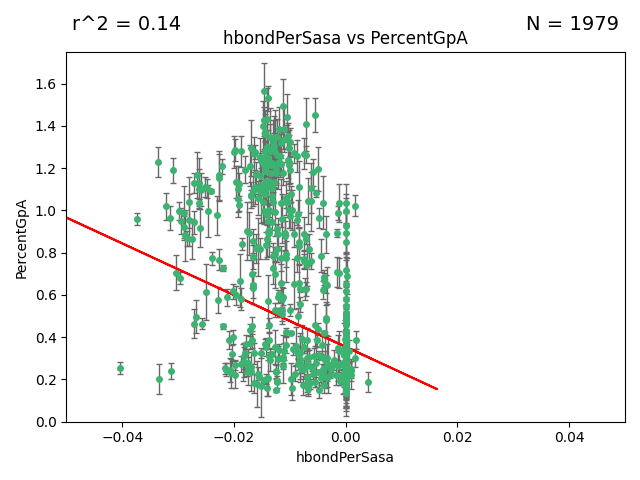 r^2 = 0.14
N = 1979
hbondPerSasa vs PercentGpA
PercentGpA
1.6
1.4
1.2
1.0
0.8
0.6
0.4
0.2
0.0
−0.04
−0.02
0.00
0.02
0.04
hbondPerSasa